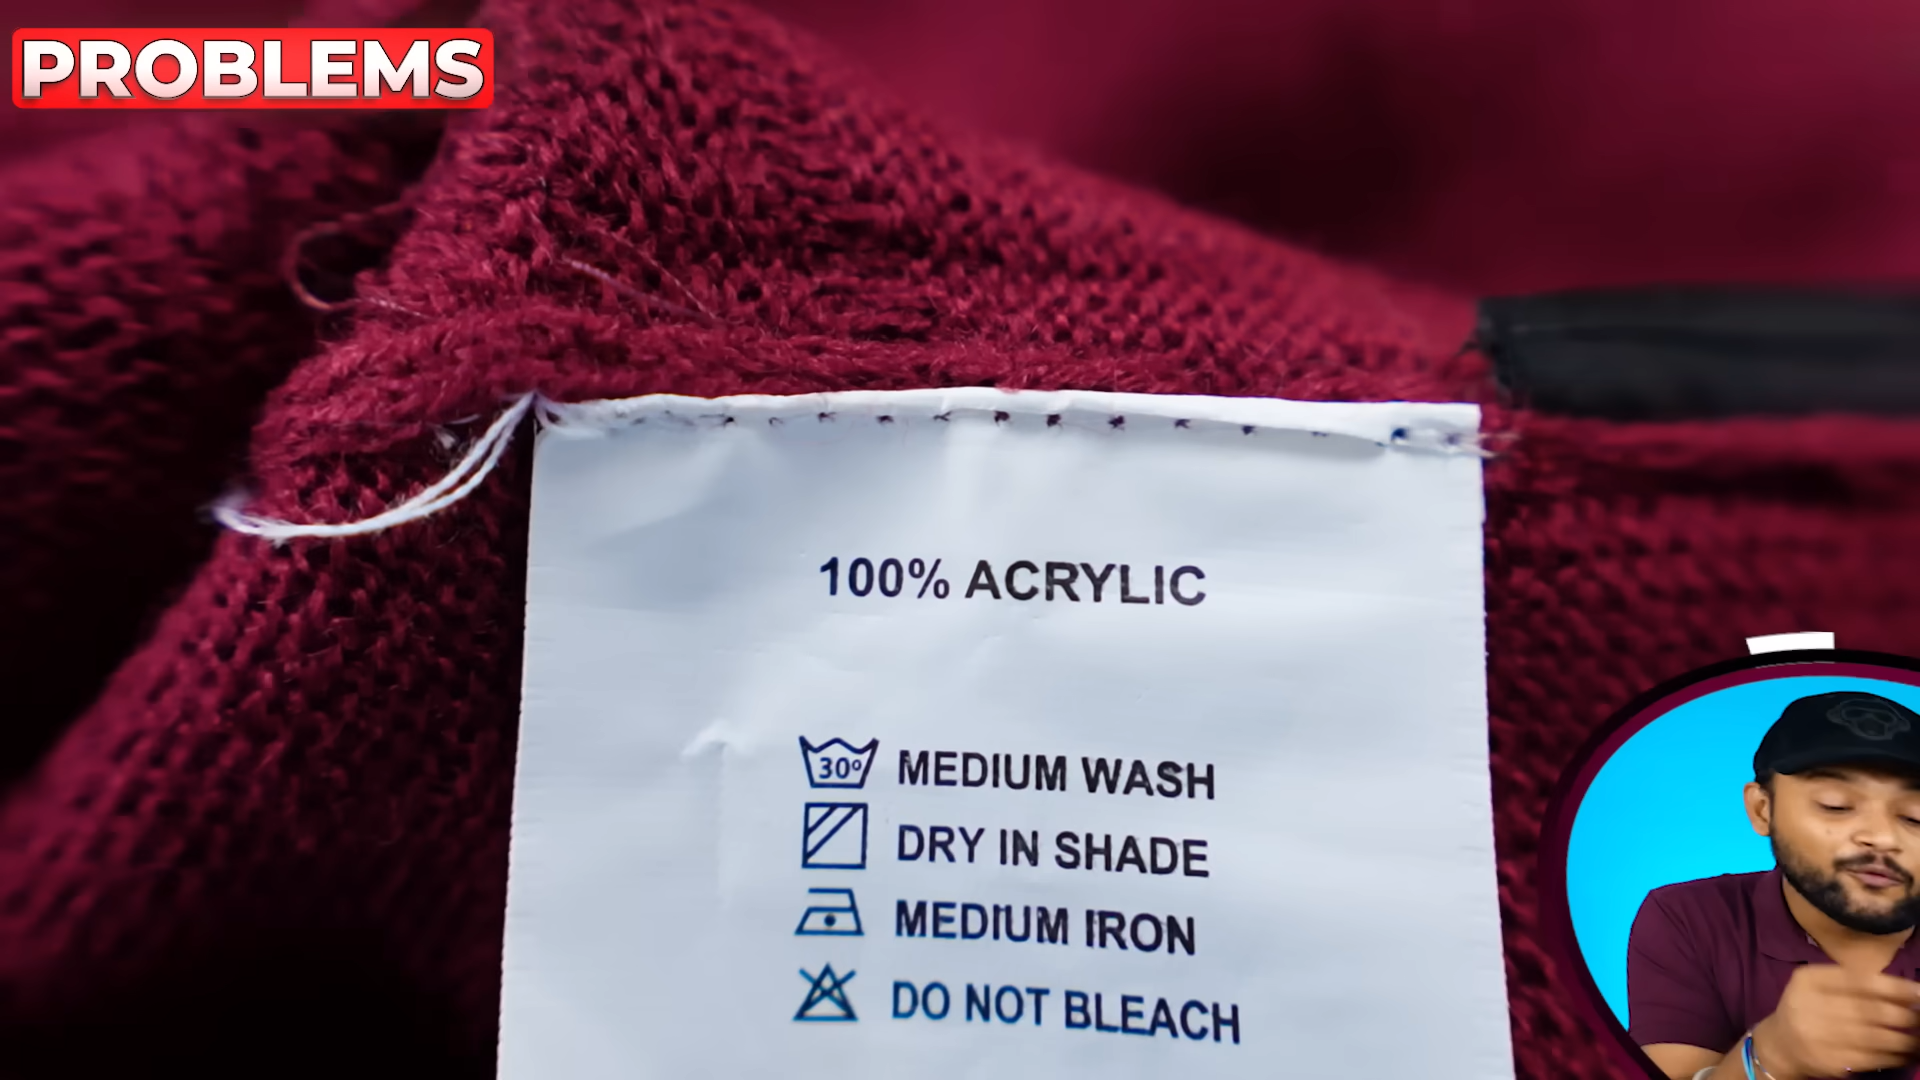 PROBLEMS
100% ACRYLIC
30° MEDIUM WASH
DRY IN SHADE
MEDIUM IRON
DO NOT BLEACH